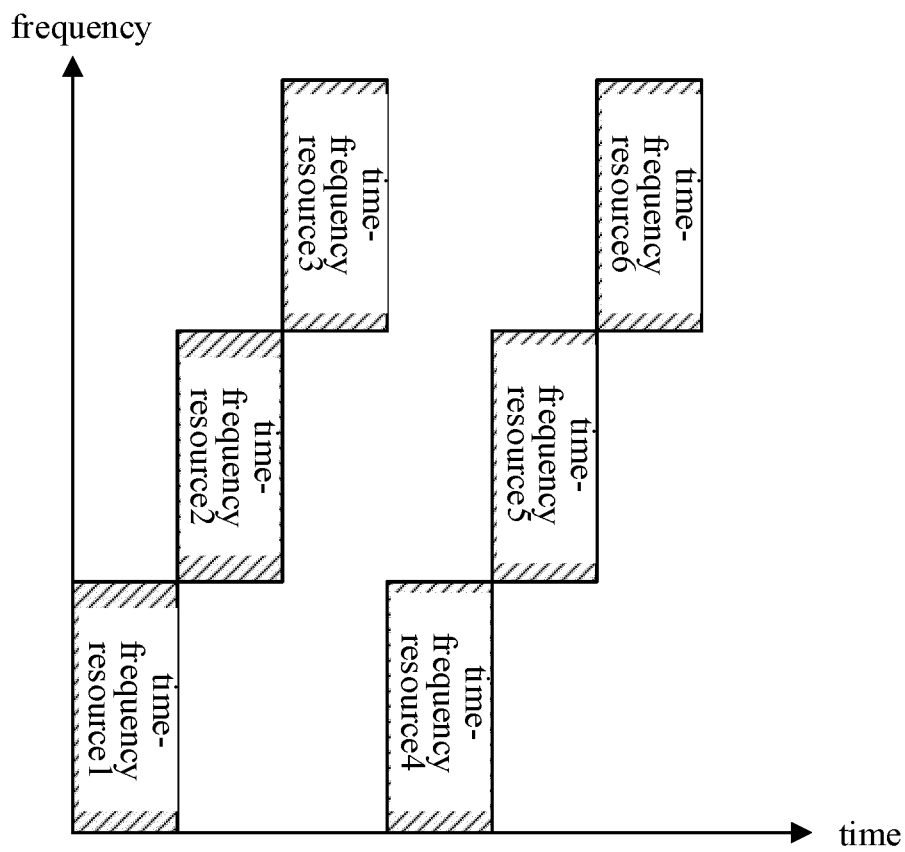 frequency
time-
frequency
resource3
time-
frequency
resource6
time-
frequency
resource2
time-
frequency
resource5
time-
frequency
resource1
time-
frequency
resource4
time